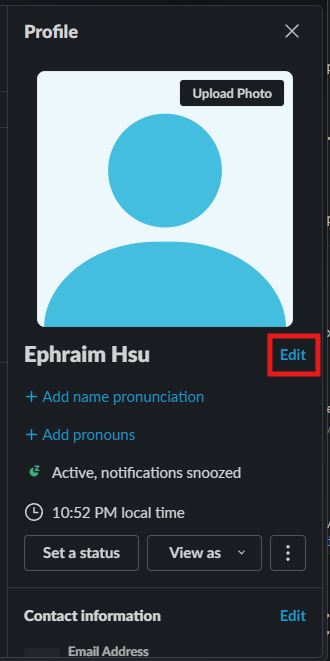 Profile
Upload Photo
Ephraim Hsu
Edit
+ Add name pronunciation
+ Add pronouns
Active, notifications snoozed
10:52 PM local time
Set a status
View as
Contact information
Edit
Email Address